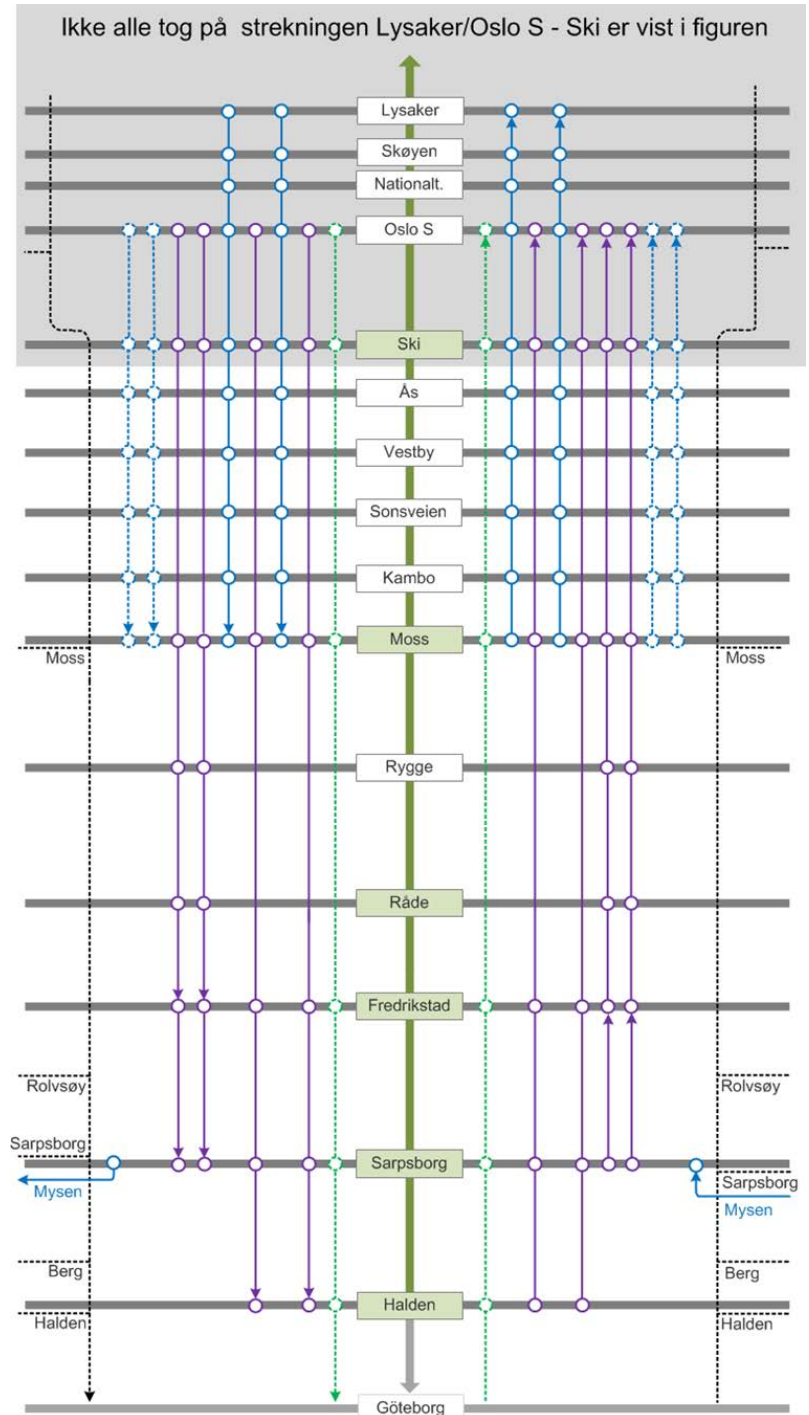 Ikke alle tog på strekningen Lysaker/Oslo S - Ski er vist i figuren
Lysaker
Skøyen
Nationalt.
Oslo S
Ski
Ås
Vestby
Sonsveien
Kambo
Moss
Moss
Moss
Rygge
Råde
Fredrikstad
Rolvsøy
Rolvsøy
Sarpsborg
Sarpsborg
Sarpsborg
Mysen
Mysen
Berg
Berg
Halden
Halden
Halden
Göteborg